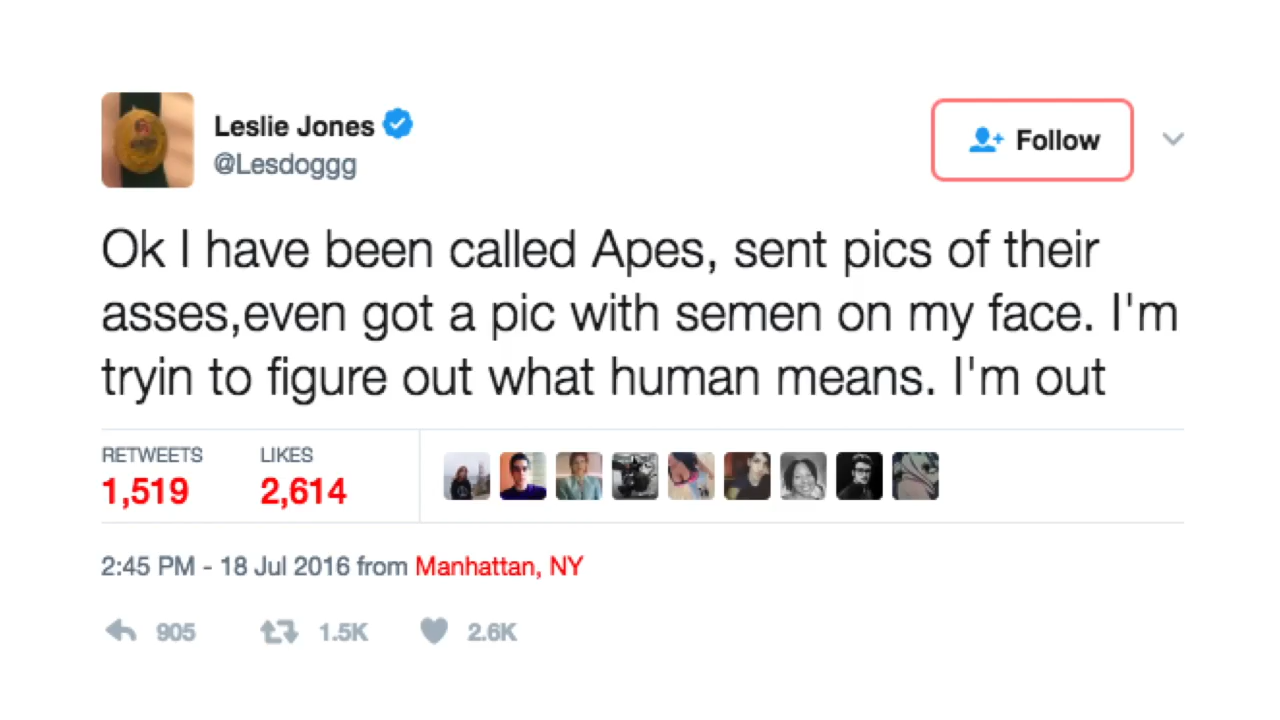 Leslie Jones
@Lesdoggg
Follow
Ok I have been called Apes, sent pics of their
asses,even got a pic with semen on my face. I'm
tryin to figure out what human means. I'm out
RETWEETS LIKES
1,519 2,614
2:45 PM - 18 Jul 2016 from Manhattan, NY
905 1.5K 2.6K